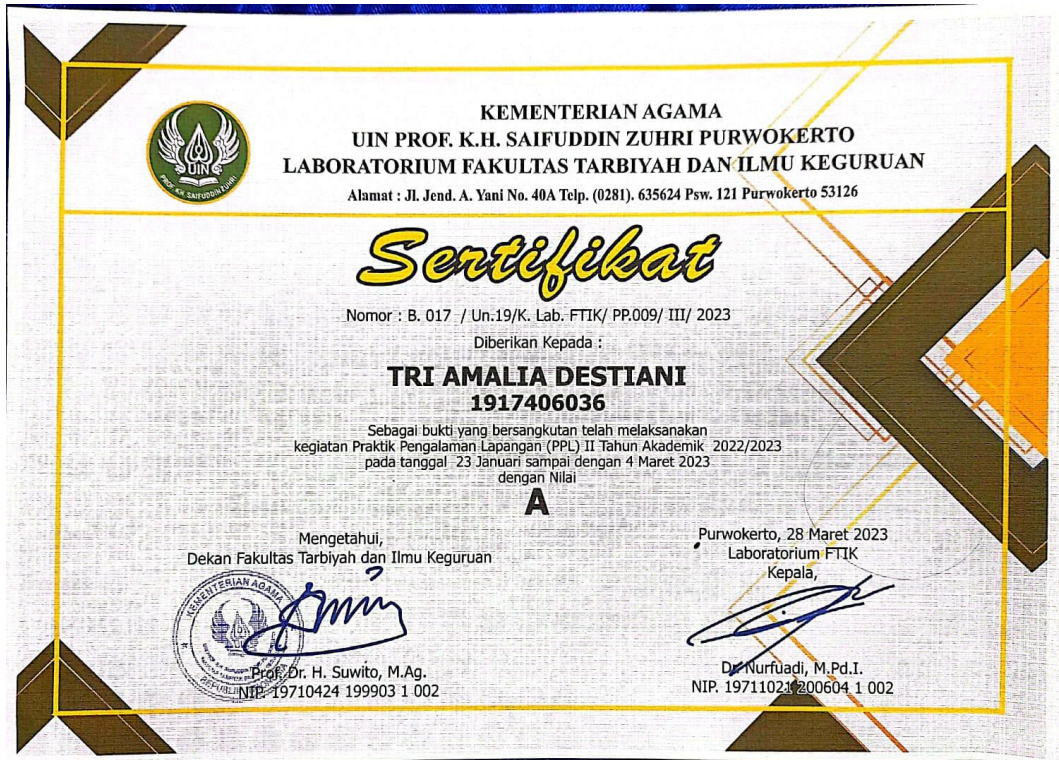 KEMENTERIAN AGAMA
UIN PROF. K.H. SAIFUDDIN ZUHRI PURWOKERTO
LABORATORIUM FAKULTAS TARBIYAH DAN ILMU KEGURUAN
Alamat : Jl. Jend. A. Yani No. 40A Telp. (0281). 635624 Psw. 121 Purwokerto 53126
UIN
PROF. K.H. SAIFUDDIN ZUHRI
Sertifikat
Nomor : B. 017 / Un.19/K. Lab. FTIK/ PP.009/ III/ 2023
Diberikan Kepada :
TRI AMALIA DESTIANI
1917406036
Sebagai bukti yang bersangkutan telah melaksanakan
kegiatan Praktik Pengalaman Lapangan (PPL) II Tahun Akademik 2022/2023
pada tanggal 23 Januari sampai dengan 4 Maret 2023
dengan Nilai
A
Mengetahui,
Dekan Fakultas Tarbiyah dan Ilmu Keguruan
KEMENTERIAN AGAMA
REPUBLIK INDONESIA
Prof. Dr. H. Suwito, M.Ag.
NIP. 19710424 199903 1 002
Purwokerto, 28 Maret 2023
Laboratorium FTIK
Kepala,
Dr. Nurfuadi, M.Pd.I.
NIP. 19711021 200604 1 002